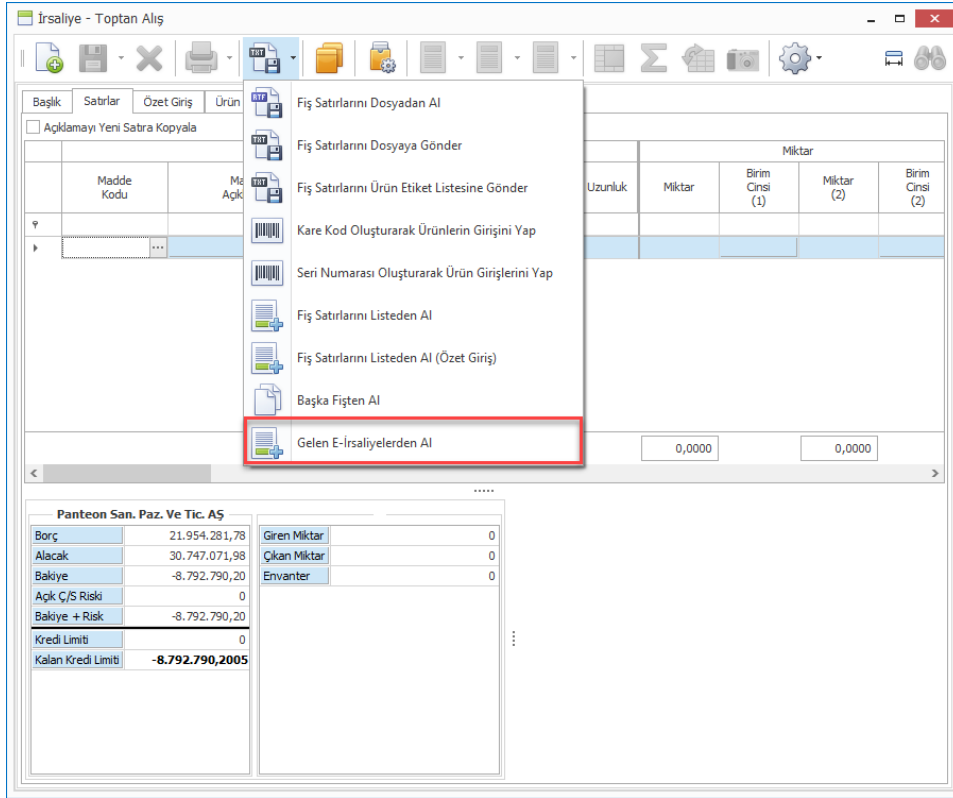 İrsaliye - Toptan Alış
TXT
Başlık Satırlar Özet Giriş Ürün
Açıklamayı Yeni Satıra Kopyala
Miktar
Madde Kodu
Uzunluk
Miktar
Birim Cinsi (1)
Miktar (2)
Birim Cinsi (2)
RTF Fiş Satırlarını Dosyadan Al
TXT Fiş Satırlarını Dosyaya Gönder
TXT Fiş Satırlarını Ürün Etiket Listesine Gönder
Kare Kod Oluşturarak Ürünlerin Girişini Yap
Seri Numarası Oluşturarak Ürün Girişlerini Yap
Fiş Satırlarını Listeden Al
Fiş Satırlarını Listeden Al (Özet Giriş)
Başka Fişten Al
Gelen E-İrsaliyelerden Al
0,0000 0,0000
Panteon San. Paz. Ve Tic. AŞ
Borç 21.954.281,78
Alacak 30.747.071,98
Bakiye -8.792.790,20
Açık Ç/S Riski 0
Bakiye + Risk -8.792.790,20
Kredi Limiti 0
Kalan Kredi Limiti -8.792.790,2005
Giren Miktar 0
Çıkan Miktar 0
Envanter 0